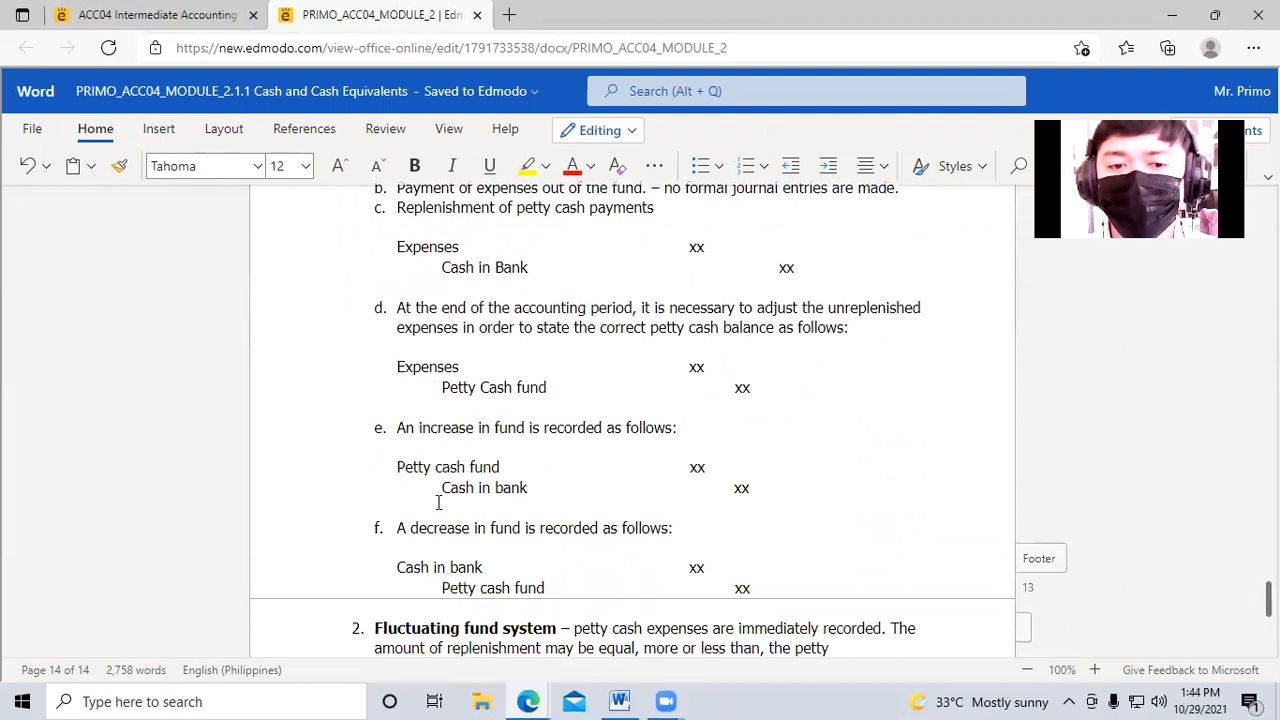 ACC04 Intermediate Accounting
PRIMO_ACC04_MODULE_2 | Edm
https://new.edmodo.com/view-office-online/edit/1791733538/docx/PRIMO_ACC04_MODULE_2
Word PRIMO_ACC04_MODULE_2.1.1 Cash and Cash Equivalents - Saved to Edmodo Search (Alt + Q) Mr. Primo
File Home Insert Layout References Review View Help Editing
Tahoma 12 A A B I U A A Styles
b. Payment of expenses out of the fund. – no formal journal entries are made.
c. Replenishment of petty cash payments
Expenses xx
Cash in Bank xx
d. At the end of the accounting period, it is necessary to adjust the unreplenished
expenses in order to state the correct petty cash balance as follows:
Expenses xx
Petty Cash fund xx
e. An increase in fund is recorded as follows:
Petty cash fund xx
Cash in bank xx
f. A decrease in fund is recorded as follows:
Cash in bank xx
Petty cash fund xx
Footer
13
2. Fluctuating fund system – petty cash expenses are immediately recorded. The
amount of replenishment may be equal, more or less than, the petty
Page 14 of 14 2,758 words English (Philippines) 100% Give Feedback to Microsoft
Type here to search 33°C Mostly sunny 1:44 PM
10/29/2021